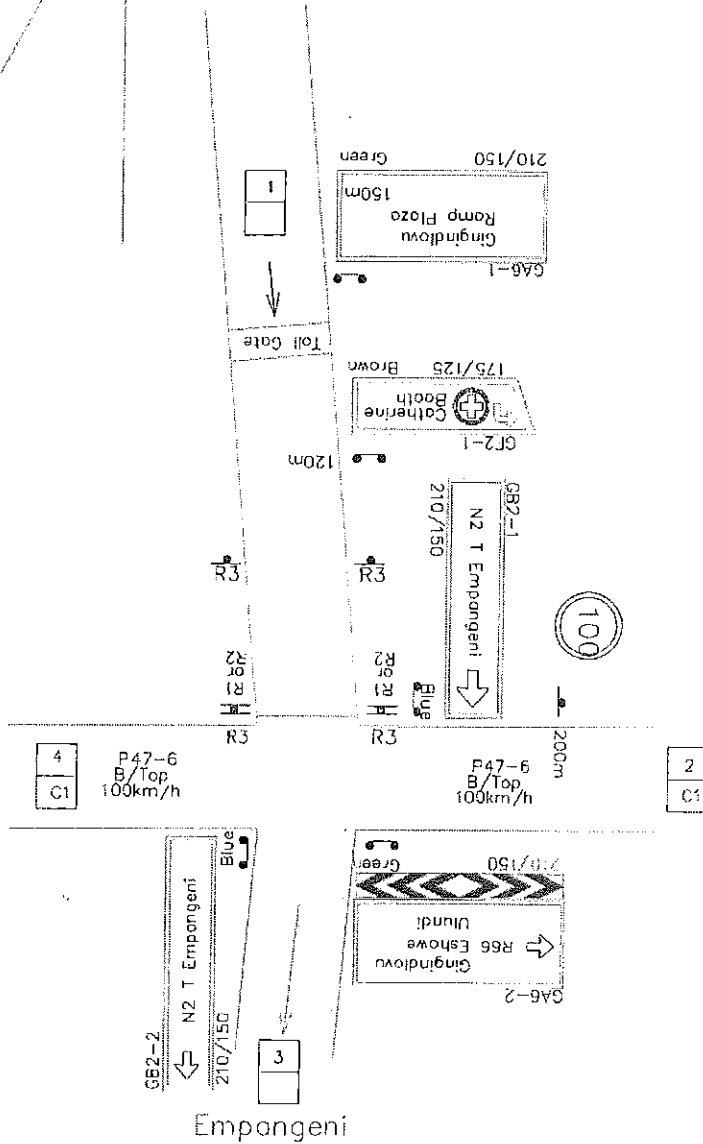 1
210/150
Green
Gingindlovu
Ramp Plaza
150m
GA6-1
Toll Gate
175/125
Brown
Catherine
Booth
GF2-1
120m
210/150
N2 T Empangeni
GB2-1
R3
R3
100
R1
or
R2
R1
or
R2
Blue
R3
R3
200m
4
C1
P47-6
B/Top
100km/h
P47-6
B/Top
100km/h
2
C1
Blue
210/150
Green
Gingindlovu
R66 Eshowe
Ulundi
GA6-2
GB2-2
N2 T Empangeni
210/150
3
Empangeni